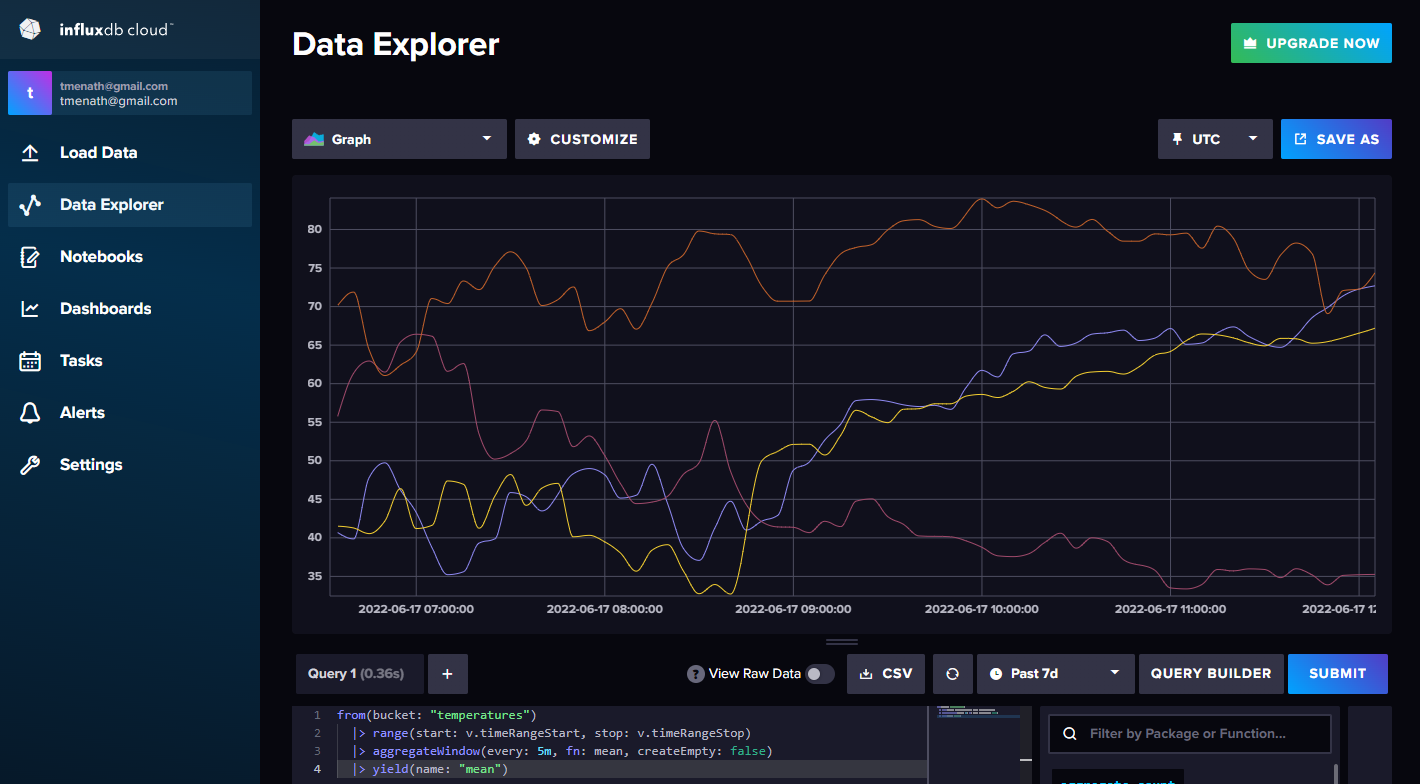 influxdb cloud™
t
tmenath@gmail.com
tmenath@gmail.com
Load Data
Data Explorer
Notebooks
Dashboards
Tasks
Alerts
Settings
Data Explorer
UPGRADE NOW
Graph
CUSTOMIZE
UTC
SAVE AS
80
75
70
65
60
55
50
45
40
35
2022-06-17 07:00:00
2022-06-17 08:00:00
2022-06-17 09:00:00
2022-06-17 10:00:00
2022-06-17 11:00:00
2022-06-17 12
Query 1 (0.36s)
+
? View Raw Data
CSV
Past 7d
QUERY BUILDER
SUBMIT
1 from(bucket: "temperatures")
2 |> range(start: v.timeRangeStart, stop: v.timeRangeStop)
3 |> aggregateWindow(every: 5m, fn: mean, createEmpty: false)
4 |> yield(name: "mean")
Filter by Package or Function...